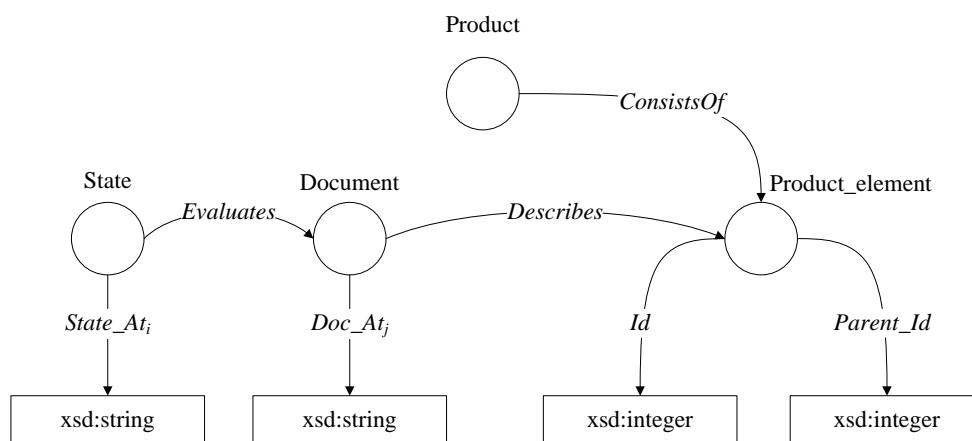 Product
ConsistsOf
State
Document
Product_element
Evaluates
Describes
State_Atᵢ
Doc_Atⱼ
Id
Parent_Id
xsd:string
xsd:string
xsd:integer
xsd:integer